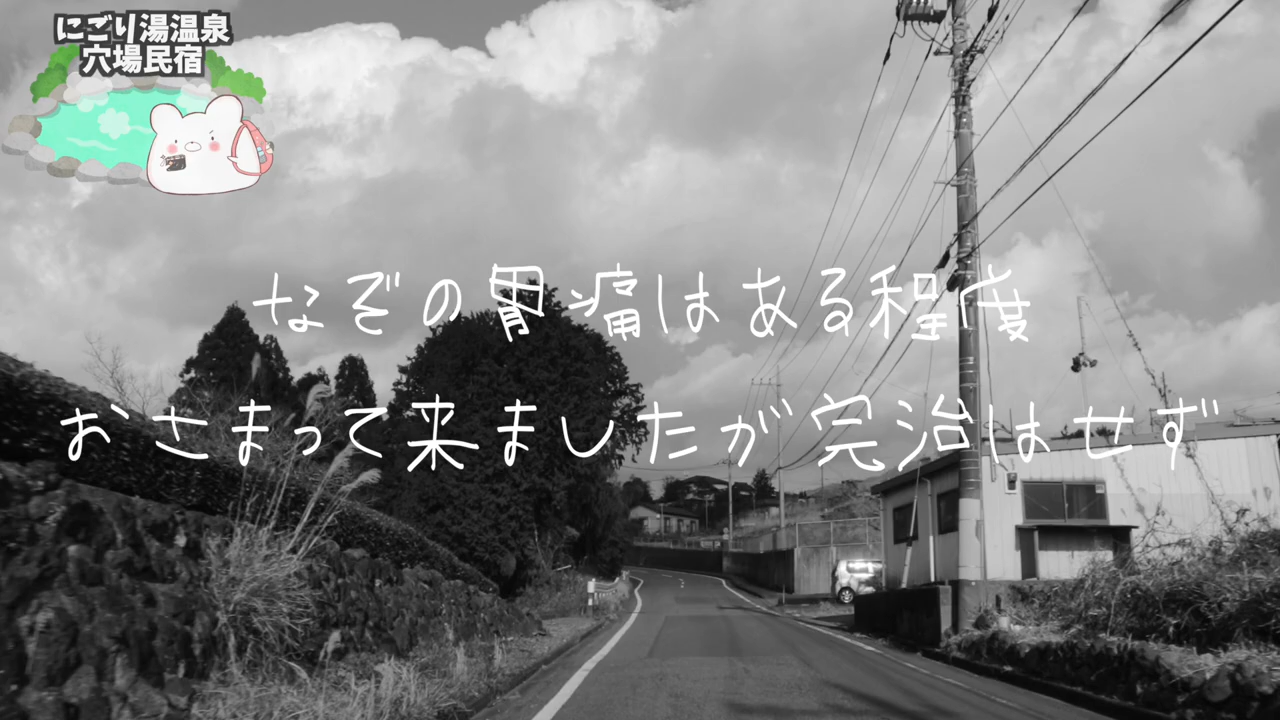 にごり湯温泉
穴場民宿
なぞの胃痛はある程度
おさまって来ましたが完治はせず